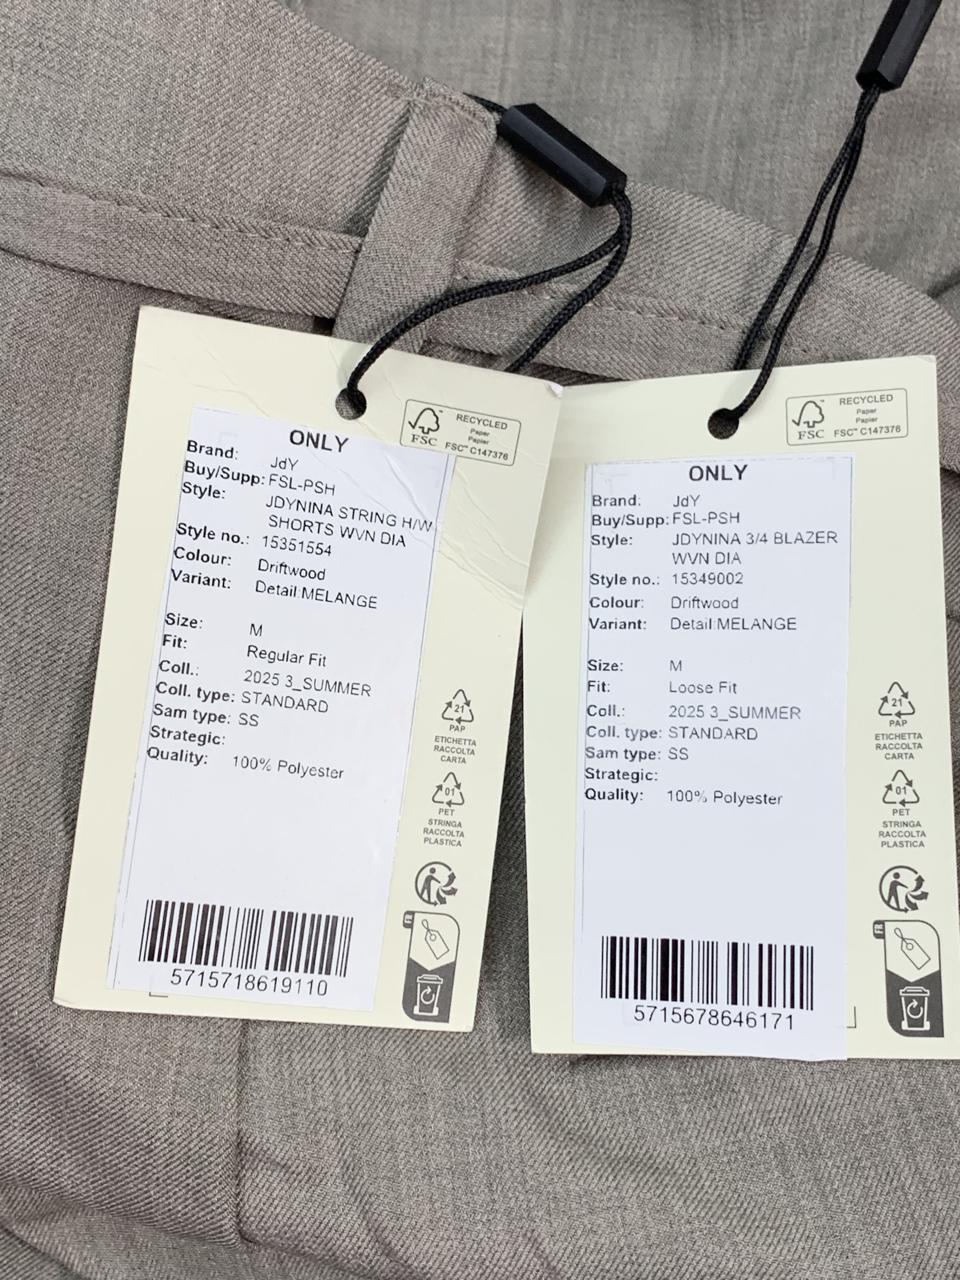 FSC
RECYCLED
Paper
Papier
FSC™ C147376
ONLY
Brand: JdY
Buy/Supp: FSL-PSH
Style: JDYNINA STRING H/W
SHORTS WVN DIA
Style no.: 15351554
Colour: Driftwood
Variant: Detail:MELANGE
Size: M
Fit: Regular Fit
Coll.: 2025 3_SUMMER
Coll. type: STANDARD
Sam type: SS
Strategic:
Quality: 100% Polyester
21
PAP
ETICHETTA
RACCOLTA
CARTA
01
PET
STRINGA
RACCOLTA
PLASTICA
5715718619110
FSC
RECYCLED
Paper
Papier
FSC™ C147376
ONLY
Brand: JdY
Buy/Supp: FSL-PSH
Style: JDYNINA 3/4 BLAZER
WVN DIA
Style no.: 15349002
Colour: Driftwood
Variant: Detail:MELANGE
Size: M
Fit: Loose Fit
Coll.: 2025 3_SUMMER
Coll. type: STANDARD
Sam type: SS
Strategic:
Quality: 100% Polyester
21
PAP
ETICHETTA
RACCOLTA
CARTA
01
PET
STRINGA
RACCOLTA
PLASTICA
5715678646171